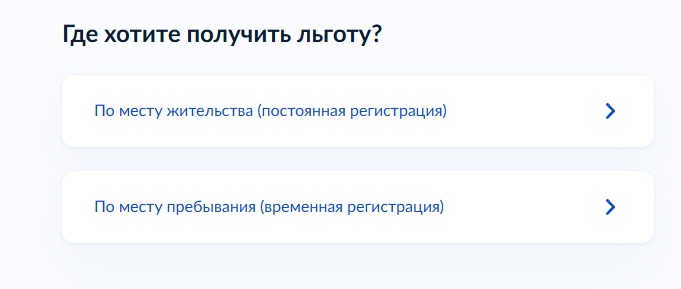 Где хотите получить льготу?
По месту жительства (постоянная регистрация)
По месту пребывания (временная регистрация)